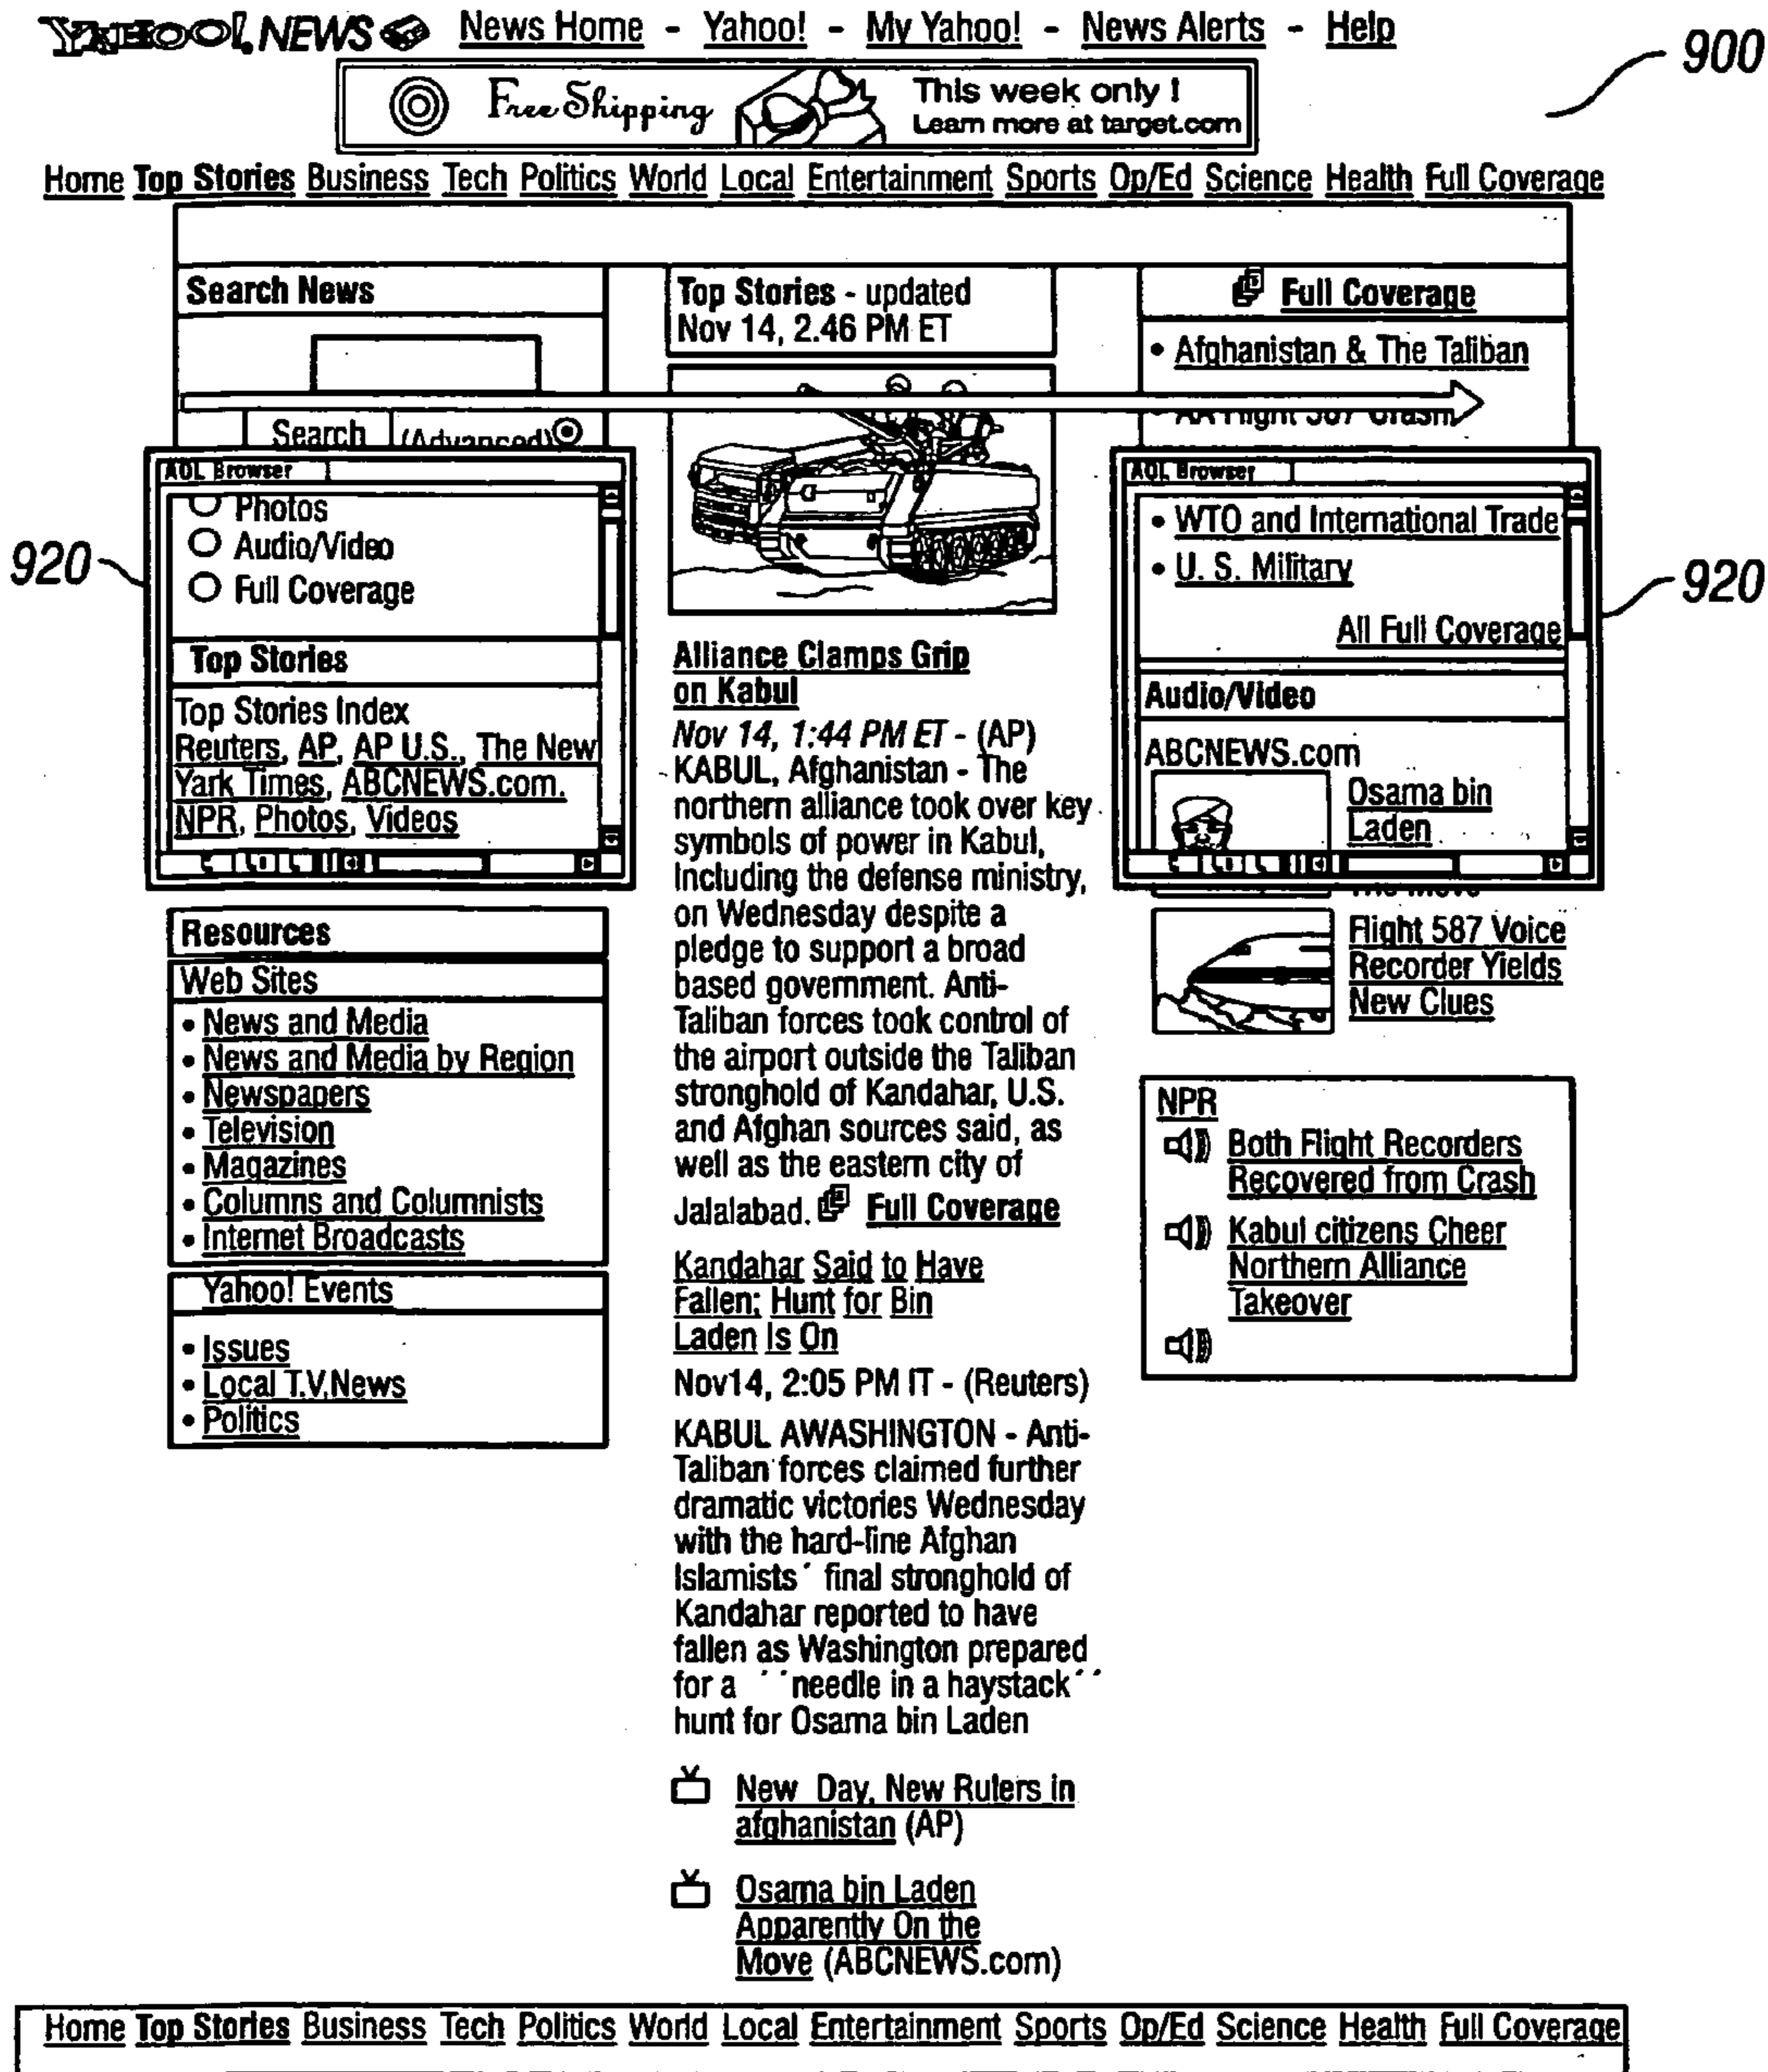 YAHOO! NEWS News Home - Yahoo! - My Yahoo! - News Alerts - Help
900
Free Shipping
This week only !
Learn more at target.com
Home Top Stories Business Tech Politics World Local Entertainment Sports Op/Ed Science Health Full Coverage
Search News
Search (Advanced)
920
AOL Browser
Photos
Audio/Video
Full Coverage
Top Stories
Top Stories Index
Reuters, AP, AP U.S., The New
Yark Times, ABCNEWS.com.
NPR, Photos, Videos
Resources
Web Sites
• News and Media
• News and Media by Region
• Newspapers
• Television
• Magazines
• Columns and Columnists
• Internet Broadcasts
Yahoo! Events
• Issues
• Local T.V,News
• Politics
Top Stories - updated
Nov 14, 2.46 PM ET
Alliance Clamps Grip
on Kabul
Nov 14, 1:44 PM ET - (AP)
KABUL, Afghanistan - The
northern alliance took over key
symbols of power in Kabul,
Including the defense ministry,
on Wednesday despite a
pledge to support a broad
based government. Anti-
Taliban forces took control of
the airport outside the Taliban
stronghold of Kandahar, U.S.
and Afghan sources said, as
well as the eastern city of
Jalalabad. Full Coverage
Kandahar Said to Have
Fallen; Hunt for Bin
Laden Is On
Nov14, 2:05 PM IT - (Reuters)
KABUL AWASHINGTON - Anti-
Taliban forces claimed further
dramatic victories Wednesday
with the hard-line Afghan
Islamists´ final stronghold of
Kandahar reported to have
fallen as Washington prepared
for a ´´needle in a haystack´´
hunt for Osama bin Laden
New Day, New Rulers in
afghanistan (AP)
Osama bin Laden
Apparently On the
Move (ABCNEWS.com)
Full Coverage
• Afghanistan & The Taliban
• AA Flight 587 Crash
920
AOL Browser
• WTO and International Trade
• U. S. Military
All Full Coverage
Audio/Video
ABCNEWS.com
Osama bin
Laden
The Move
Flight 587 Voice
Recorder Yields
New Clues
NPR
Both Flight Recorders
Recovered from Crash
Kabul citizens Cheer
Northern Alliance
Takeover
Home Top Stories Business Tech Politics World Local Entertainment Sports Op/Ed Science Health Full Coverage